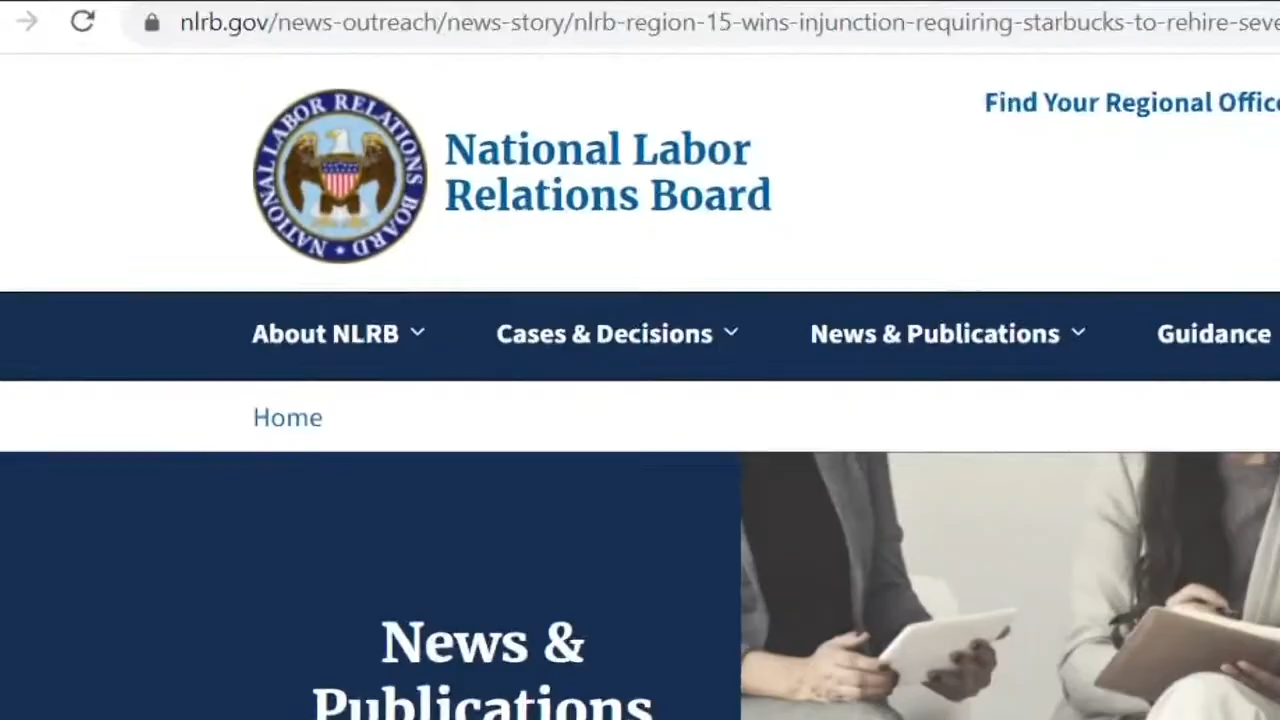 nlrb.gov/news-outreach/news-story/nlrb-region-15-wins-injunction-requiring-starbucks-to-rehire-seve
NATIONAL LABOR RELATIONS BOARD
National Labor
Relations Board
Find Your Regional Office
About NLRB
Cases & Decisions
News & Publications
Guidance
Home
News &
Publications